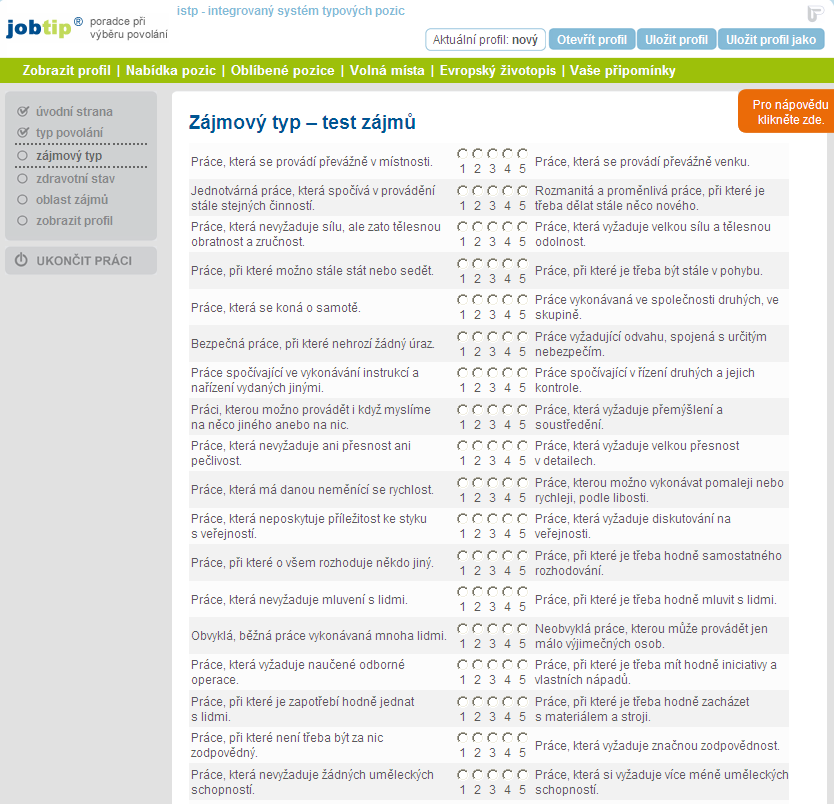 jobtip® poradce při
výběru povolání
istp - integrovaný systém typových pozic
Aktuální profil: nový
Otevřít profil
Uložit profil
Uložit profil jako
Zobrazit profil | Nabídka pozic | Oblíbené pozice | Volná místa | Evropský životopis | Vaše připomínky
úvodní strana
typ povolání
zájmový typ
zdravotní stav
oblast zájmů
zobrazit profil
UKONČIT PRÁCI
Pro nápovědu
klikněte zde.
Zájmový typ – test zájmů
Práce, která se provádí převážně v místnosti.
1 2 3 4 5
Práce, která se provádí převážně venku.
Jednotvárná práce, která spočívá v provádění
stále stejných činností.
1 2 3 4 5
Rozmanitá a proměnlivá práce, při které je
třeba dělat stále něco nového.
Práce, která nevyžaduje sílu, ale zato tělesnou
obratnost a zručnost.
1 2 3 4 5
Práce, která vyžaduje velkou sílu a tělesnou
odolnost.
Práce, při které možno stále stát nebo sedět.
1 2 3 4 5
Práce, při které je třeba být stále v pohybu.
Práce, která se koná o samotě.
1 2 3 4 5
Práce vykonávaná ve společnosti druhých, ve
skupině.
Bezpečná práce, při které nehrozí žádný úraz.
1 2 3 4 5
Práce vyžadující odvahu, spojená s určitým
nebezpečím.
Práce spočívající ve vykonávání instrukcí a
nařízení vydaných jinými.
1 2 3 4 5
Práce spočívající v řízení druhých a jejich
kontrole.
Práci, kterou možno provádět i když myslíme
na něco jiného anebo na nic.
1 2 3 4 5
Práce, která vyžaduje přemýšlení a
soustředění.
Práce, která nevyžaduje ani přesnost ani
pečlivost.
1 2 3 4 5
Práce, která vyžaduje velkou přesnost
v detailech.
Práce, která má danou neměnící se rychlost.
1 2 3 4 5
Práce, kterou možno vykonávat pomaleji nebo
rychleji, podle libosti.
Práce, která neposkytuje příležitost ke styku
s veřejností.
1 2 3 4 5
Práce, která vyžaduje diskutování na
veřejnosti.
Práce, při které o všem rozhoduje někdo jiný.
1 2 3 4 5
Práce, při které je třeba hodně samostatného
rozhodování.
Práce, která nevyžaduje mluvení s lidmi.
1 2 3 4 5
Práce, při které je třeba hodně mluvit s lidmi.
Obvyklá, běžná práce vykonávaná mnoha lidmi.
1 2 3 4 5
Neobvyklá práce, kterou může provádět jen
málo výjimečných osob.
Práce, která vyžaduje naučené odborné
operace.
1 2 3 4 5
Práce, při které je třeba mít hodně iniciativy a
vlastních nápadů.
Práce, při které je zapotřebí hodně jednat
s lidmi.
1 2 3 4 5
Práce, při které je třeba hodně zacházet
s materiálem a stroji.
Práce, při které není třeba být za nic
zodpovědný.
1 2 3 4 5
Práce, která vyžaduje značnou zodpovědnost.
Práce, která nevyžaduje žádných uměleckých
schopností.
1 2 3 4 5
Práce, která si vyžaduje více méně uměleckých
schopností.